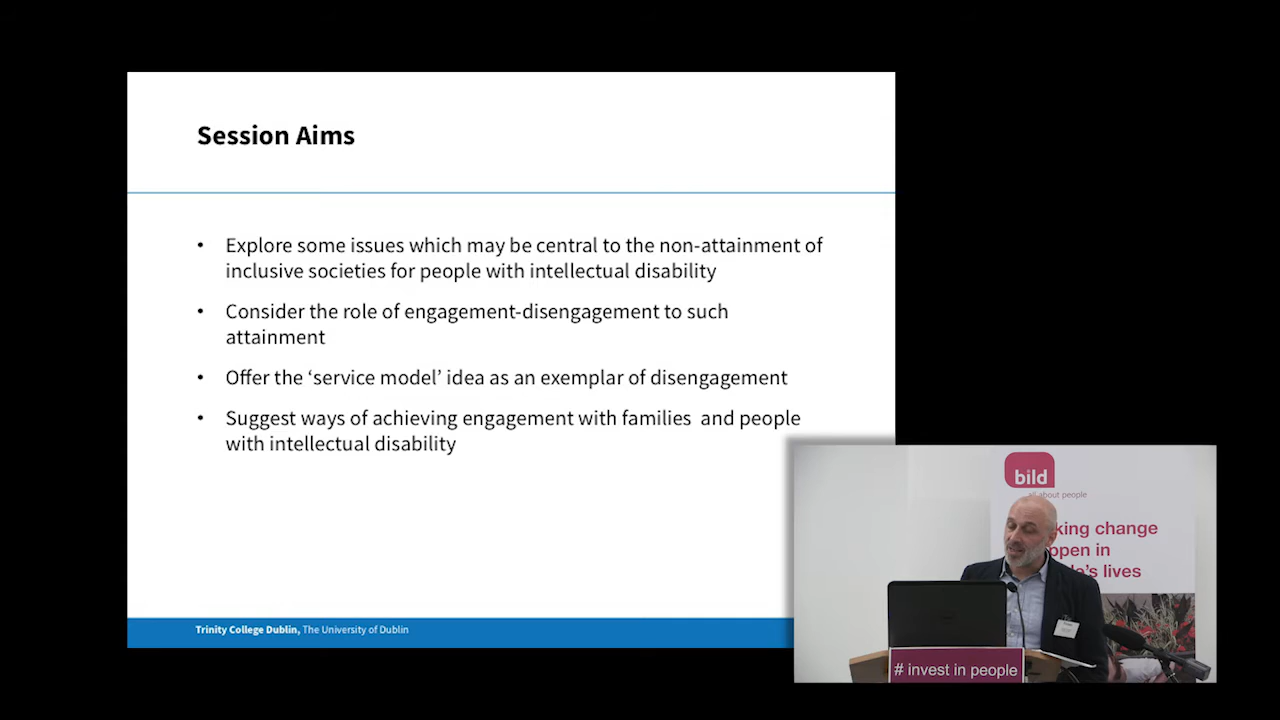 Session Aims
• Explore some issues which may be central to the non-attainment of
inclusive societies for people with intellectual disability
• Consider the role of engagement-disengagement to such
attainment
• Offer the ‘service model’ idea as an exemplar of disengagement
• Suggest ways of achieving engagement with families and people
with intellectual disability
Trinity College Dublin, The University of Dublin
bild
all about people
king change
open in
le's lives
# invest in people